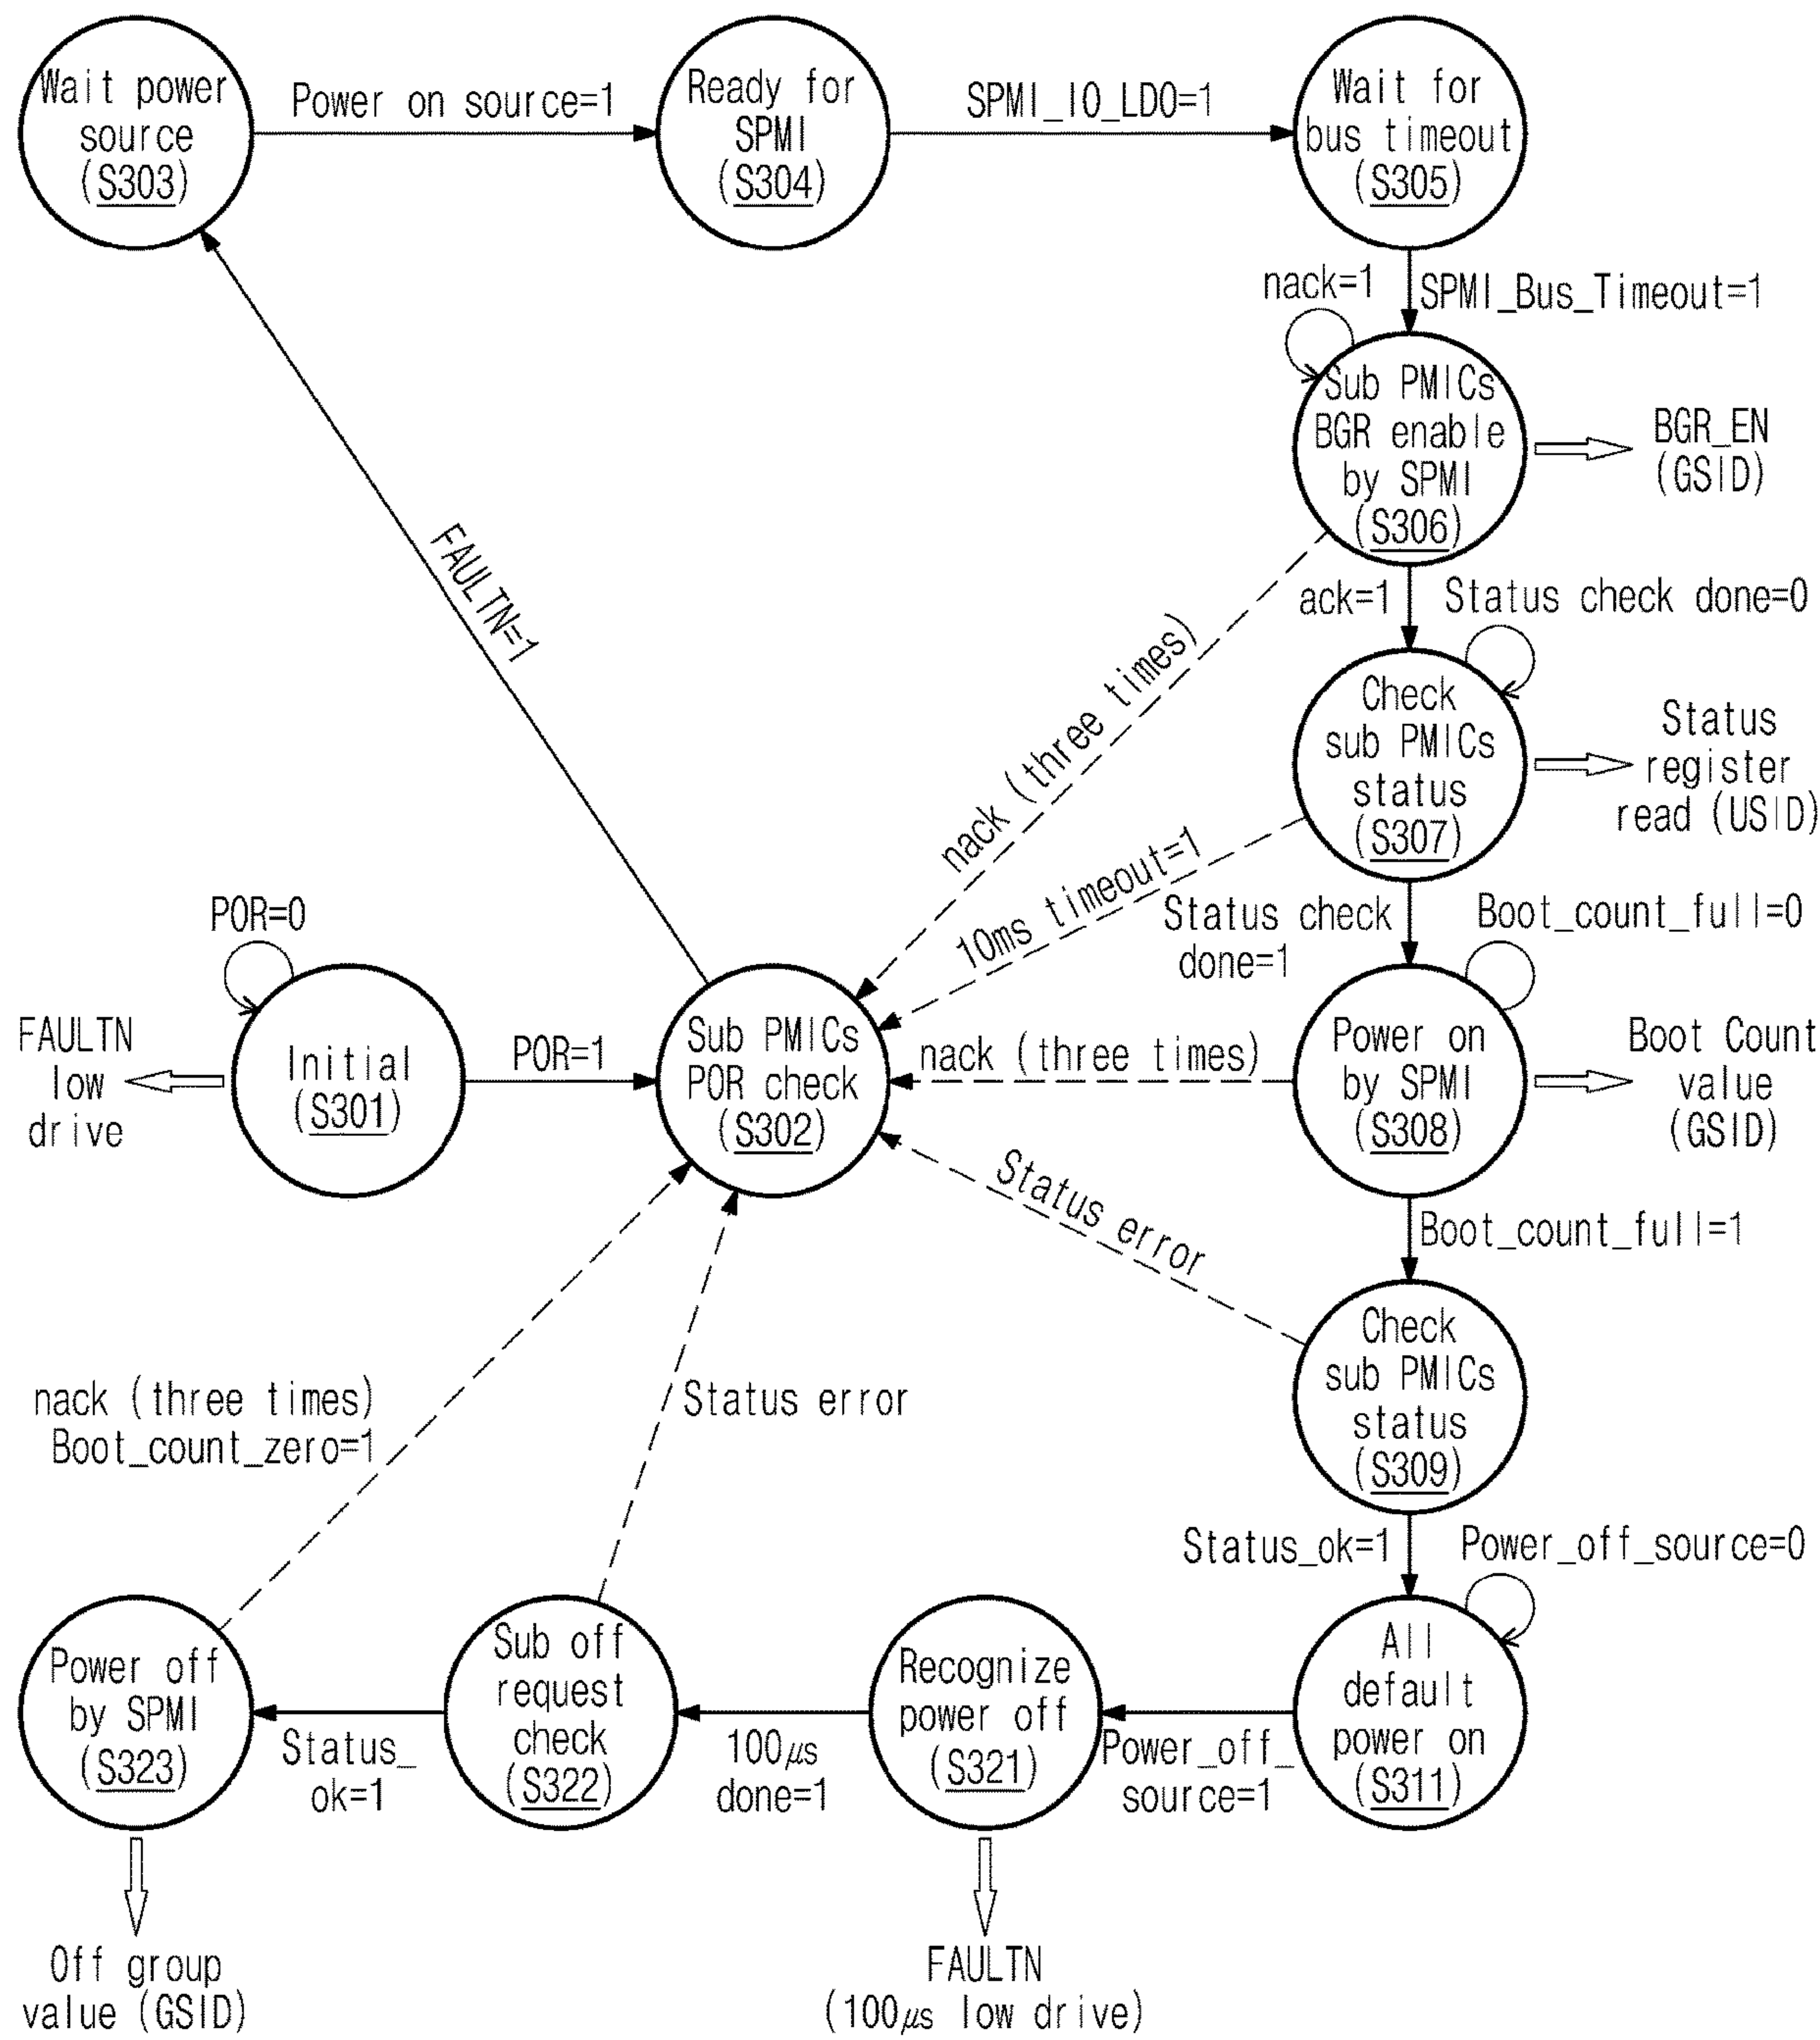 Wait power
source
(S303)
Power on source=1
Ready for
SPMI
(S304)
SPMI_IO_LDO=1
Wait for
bus timeout
(S305)
nack=1
SPMI_Bus_Timeout=1
Sub PMICs
BGR enable
by SPMI
(S306)
BGR_EN
(GSID)
FAULTN=1
ack=1
Status check done=0
nack (three times)
Check
sub PMICs
status
(S307)
Status
register
read (USID)
10ms timeout=1
Status check
done=1
Boot_count_full=0
POR=0
FAULTN
low
drive
Initial
(S301)
POR=1
Sub PMICs
POR check
(S302)
nack (three times)
Power on
by SPMI
(S308)
Boot Count
value
(GSID)
Status error
Boot_count_full=1
Check
sub PMICs
status
(S309)
nack (three times)
Boot_count_zero=1
Status error
Status_ok=1
Power_off_source=0
Power off
by SPMI
(S323)
Status_
ok=1
Sub off
request
check
(S322)
100μs
done=1
Recognize
power off
(S321)
Power_off_
source=1
All
default
power on
(S311)
Off group
value (GSID)
FAULTN
(100μs low drive)